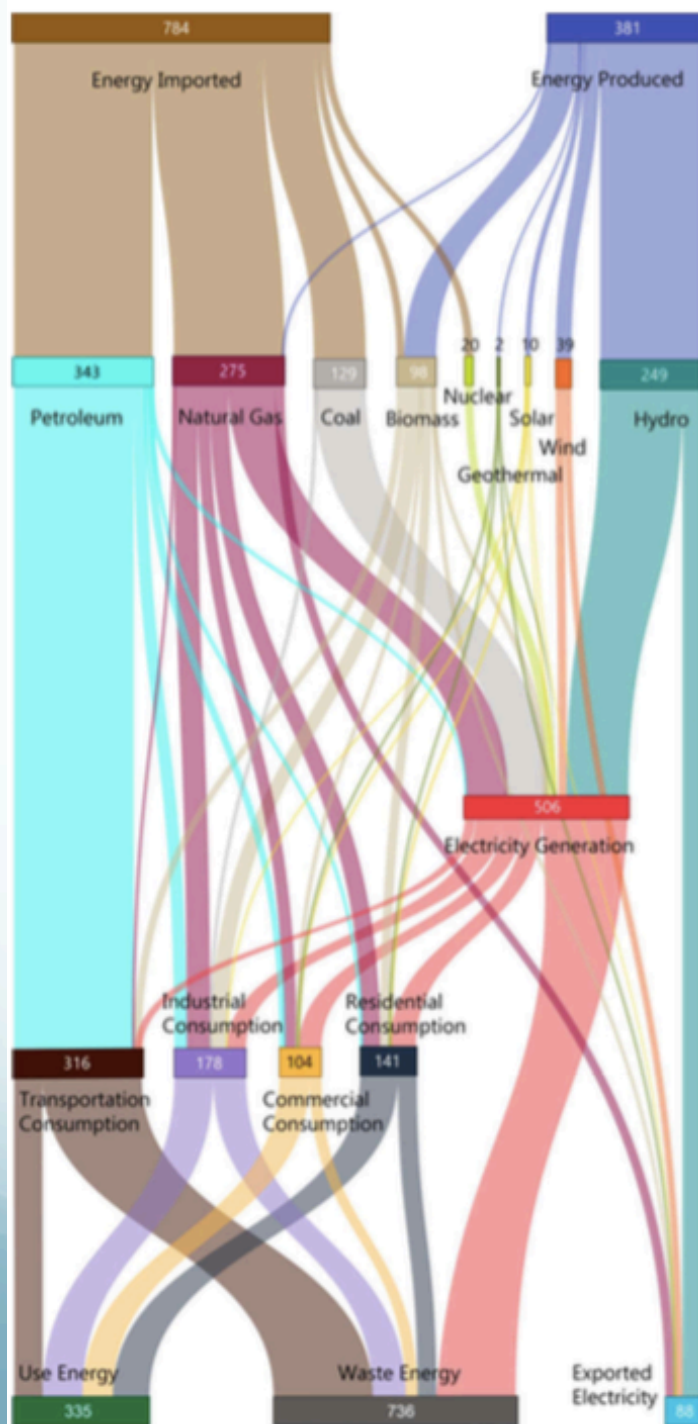 784
381
Energy Imported
Energy Produced
343
275
129
98
20
2
10
39
249
Petroleum
Natural Gas
Coal
Biomass
Nuclear
Solar
Hydro
Wind
Geothermal
506
Electricity Generation
Industrial
Consumption
Residential
Consumption
316
178
104
141
Transportation
Consumption
Commercial
Consumption
Use Energy
Waste Energy
Exported
Electricity
335
736
88